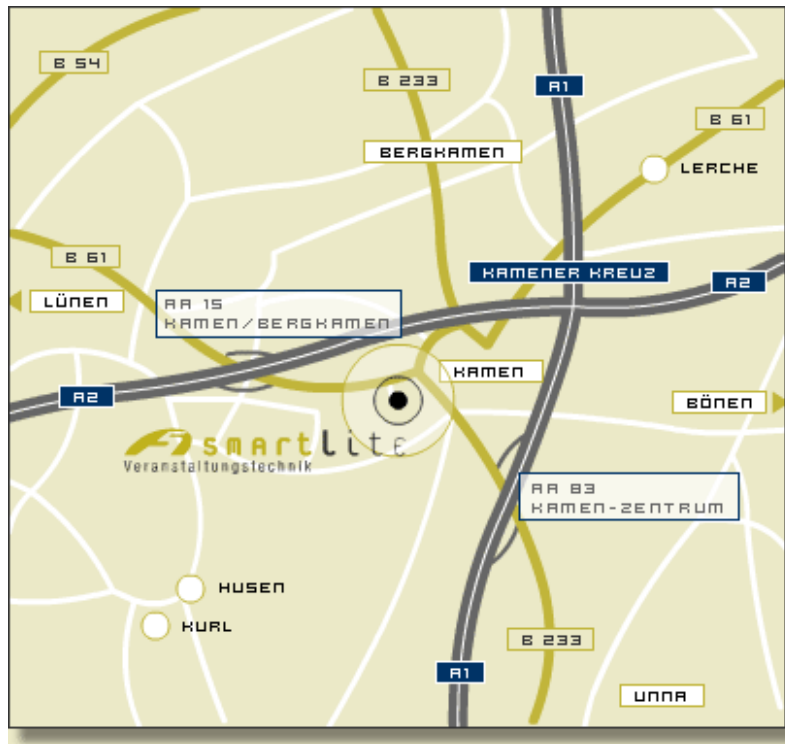 B 54
B 233
A1
B 61
BERGKAMEN
LERCHE
B 61
KAMENER KREUZ
A2
LÜNEN
AA 15
KAMEN/BERGKAMEN
KAMEN
A2
BÖNEN
smartlite
Veranstaltungstechnik
AA 83
KAMEN-ZENTRUM
HUSEN
KURL
B 233
A1
UNNA